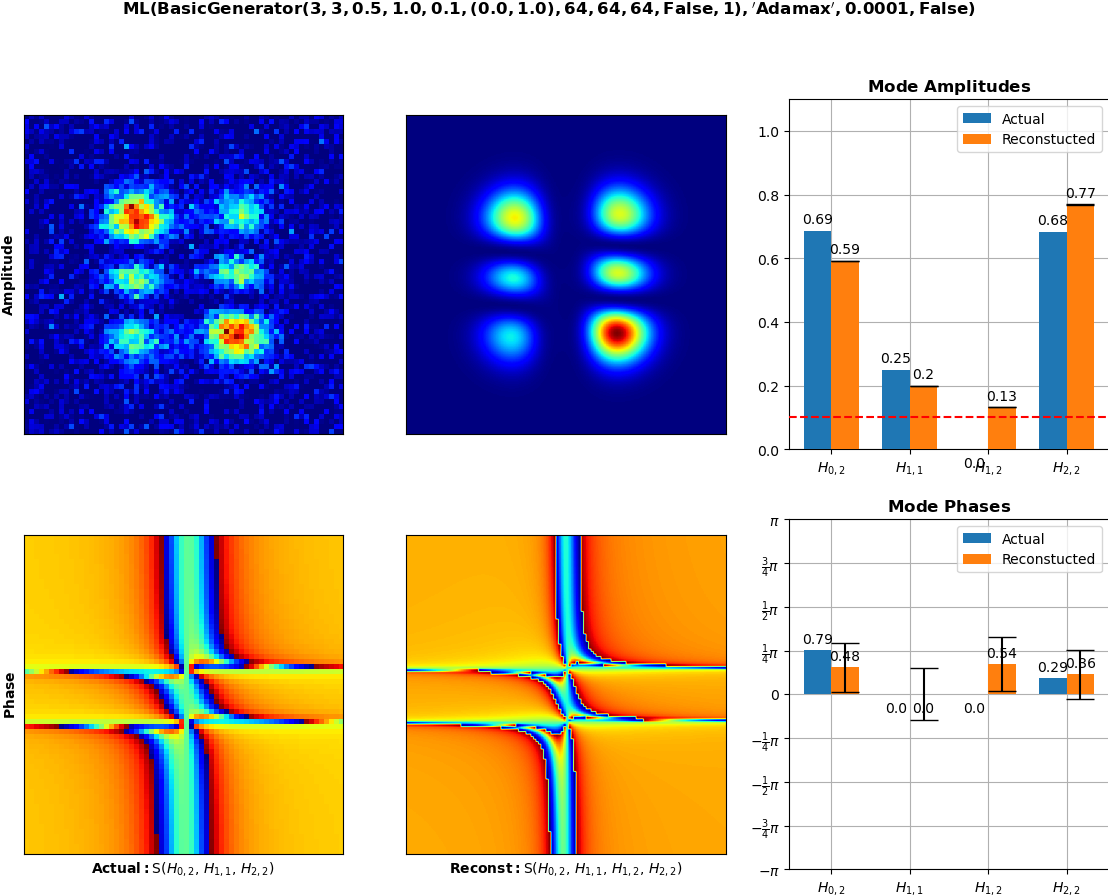 ML(BasicGenerator(3, 3, 0.5, 1.0, 0.1, (0.0, 1.0), 64, 64, 64, False, 1), 'Adamax', 0.0001, False)
Amplitude
Mode Amplitudes
Actual
Reconstucted
1.0
0.8
0.6
0.4
0.2
0.0
0.69
0.59
0.25
0.2
0.0
0.13
0.68
0.77
H0,2
H1,1
H1,2
H2,2
Phase
Actual: S(H0,2, H1,1, H2,2)
Reconst: S(H0,2, H1,1, H1,2, H2,2)
Mode Phases
Actual
Reconstucted
π
3/4π
1/2π
1/4π
0
−1/4π
−1/2π
−3/4π
−π
0.79
0.48
0.0
0.0
0.0
0.54
0.29
0.36
H0,2
H1,1
H1,2
H2,2